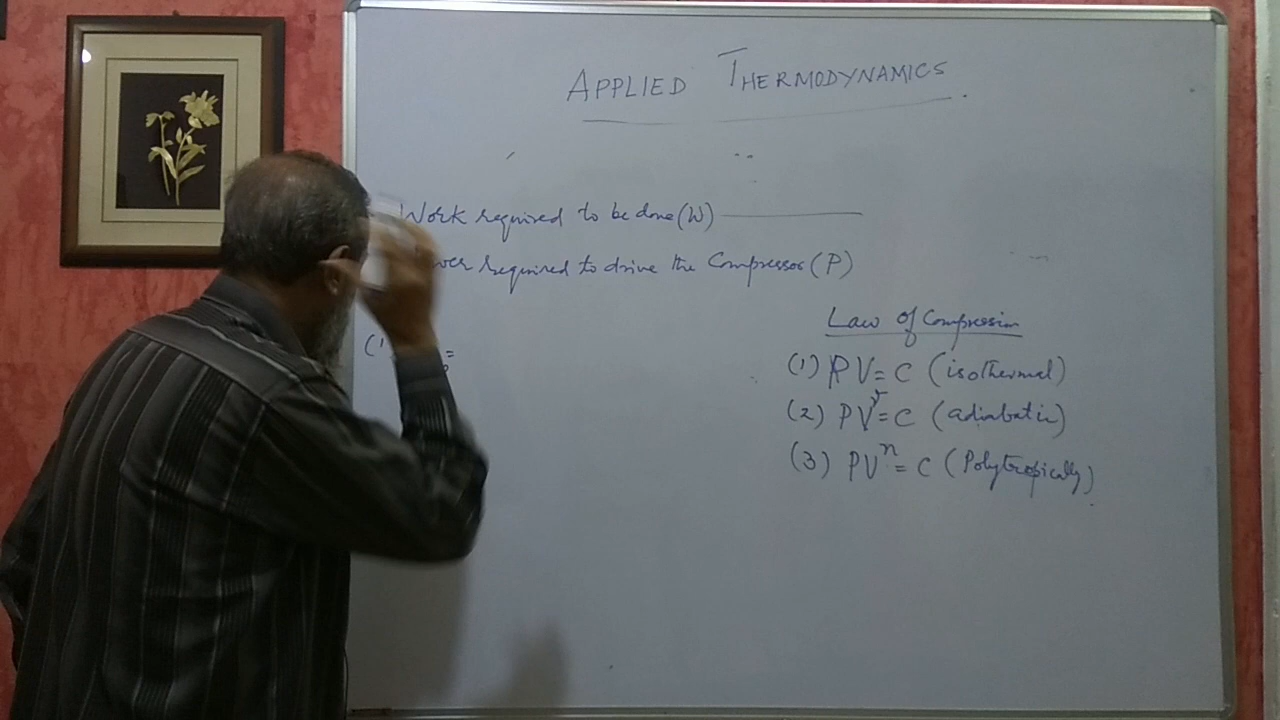 APPLIED THERMODYNAMICS.
Work required to be done (W)
required to drive the Compressor (P)
(1) =
Law of Compression
(1) PV = C (isothermal)
(2) PV^γ = C (adiabatic)
(3) PV^n = C (Polytropically)